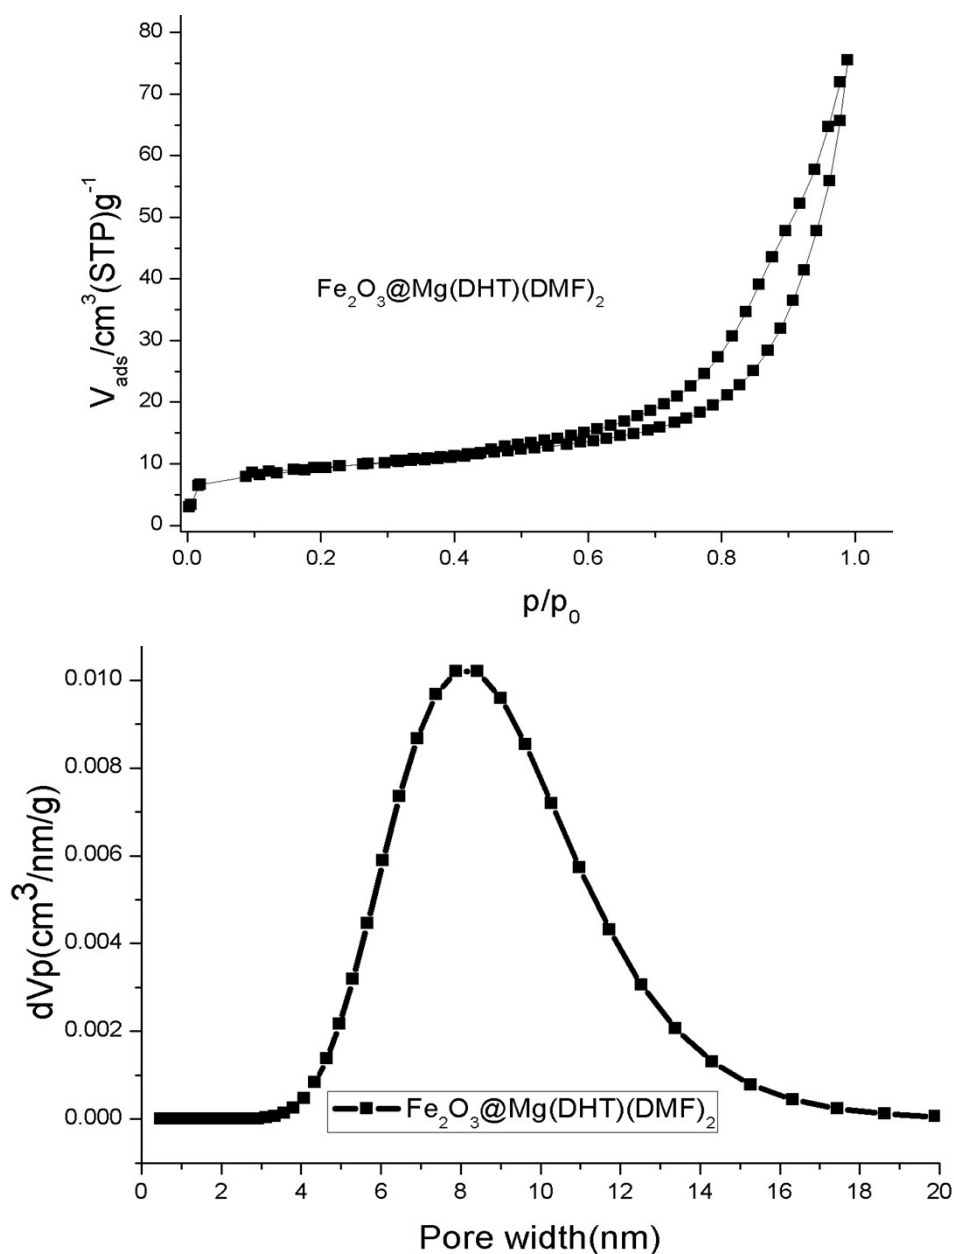 80
70
60
50
40
30
20
10
0
V_ads/cm³(STP)g⁻¹
Fe₂O₃@Mg(DHT)(DMF)₂
0.0 0.2 0.4 0.6 0.8 1.0
p/p₀
0.010
0.008
0.006
0.004
0.002
0.000
dVp(cm³/nm/g)
Fe₂O₃@Mg(DHT)(DMF)₂
0 2 4 6 8 10 12 14 16 18 20
Pore width(nm)